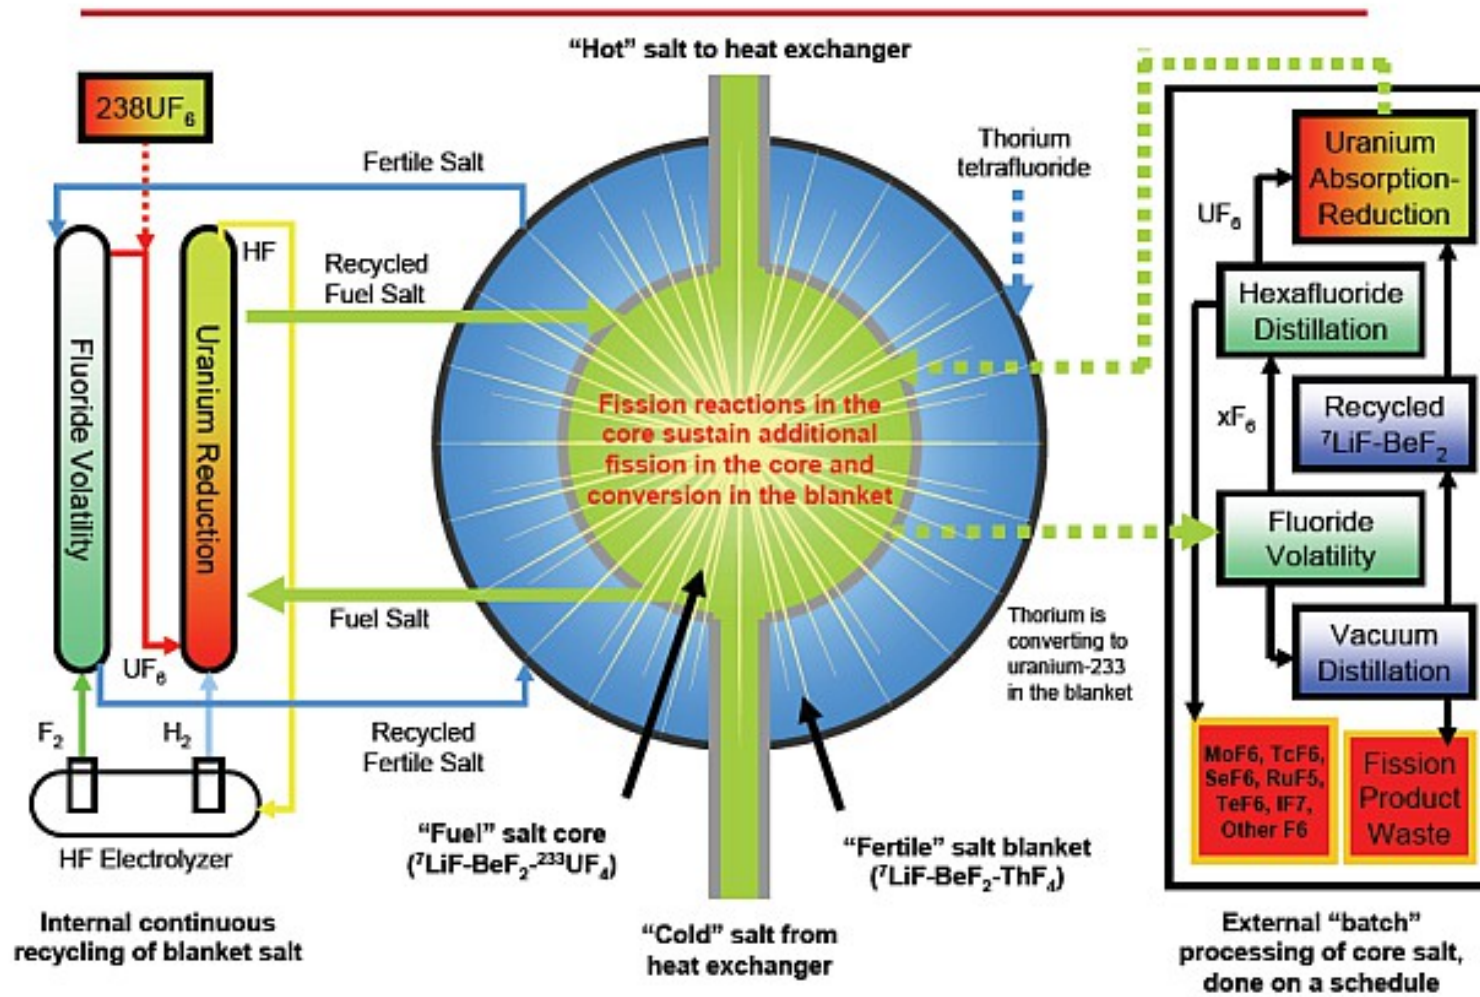 "Hot" salt to heat exchanger
238UF₆
Fertile Salt
Thorium
tetrafluoride
HF
Recycled
Fuel Salt
Fluoride Volatility
Uranium Reduction
Fission reactions in the
core sustain additional
fission in the core and
conversion in the blanket
Fuel Salt
UF₆
F₂
H₂
Recycled
Fertile Salt
HF Electrolyzer
Internal continuous
recycling of blanket salt
"Fuel" salt core
(⁷LiF-BeF₂-²³³UF₄)
"Cold" salt from
heat exchanger
"Fertile" salt blanket
(⁷LiF-BeF₂-ThF₄)
Thorium is
converting to
uranium-233
in the blanket
Uranium
Absorption-
Reduction
UF₆
Hexafluoride
Distillation
xF₆
Recycled
⁷LiF-BeF₂
Fluoride
Volatility
Vacuum
Distillation
MoF6, TcF6,
SeF6, RuF5,
TeF6, IF7,
Other F6
Fission
Product
Waste
External "batch"
processing of core salt,
done on a schedule